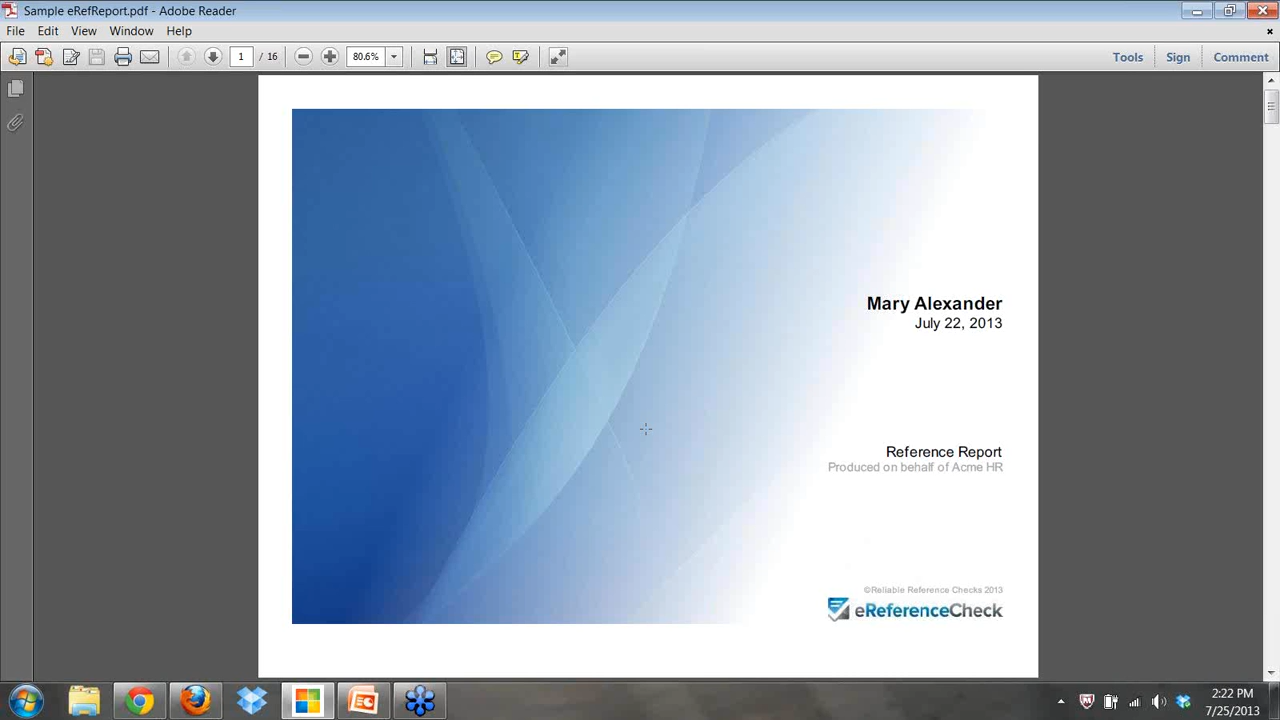 Sample eRefReport.pdf - Adobe Reader
File Edit View Window Help
1 / 16 80.6% Tools Sign Comment
Mary Alexander
July 22, 2013
Reference Report
Produced on behalf of Acme HR
©Reliable Reference Checks 2013
eReferenceCheck
2:22 PM
7/25/2013